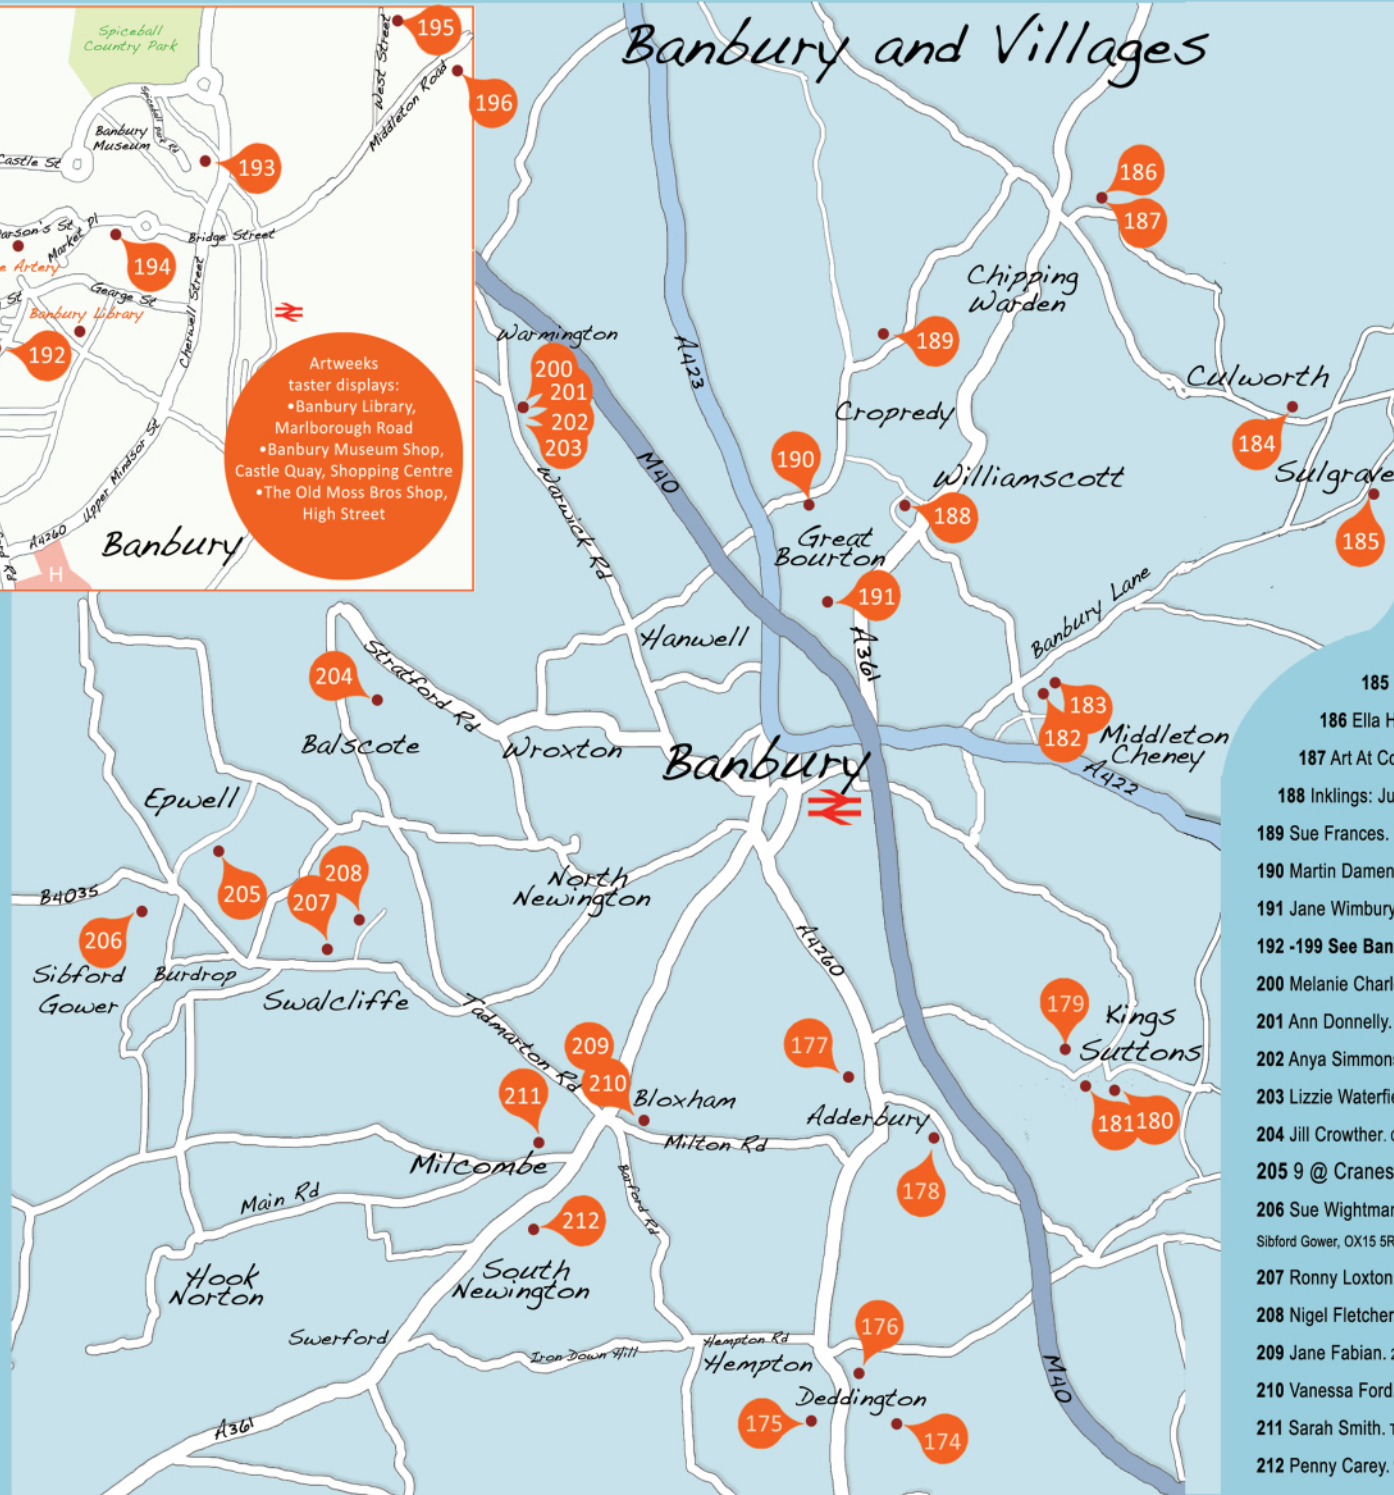 Banbury and Villages
Spiceball
Country Park
195
West Street
Middleton Road
196
Spiceball Park Rd
Banbury
Museum
Castle St
193
Market Pl
Bridge Street
194
Artery
George St
St
Banbury Library
Cherwell Street
192
Artweeks
taster displays:
•Banbury Library,
Marlborough Road
•Banbury Museum Shop,
Castle Quay, Shopping Centre
•The Old Moss Bros Shop,
High Street
Upper Windsor St
A4260
Rd
Banbury
H
186
187
Chipping
Warden
189
Warmington
200
201
202
203
A423
M40
Cropredy
Culworth
184
Sulgrave
185
190
Williamscott
188
Great
Bourton
191
Warwick Rd
Banbury Lane
Hanwell
A361
204
Stratford Rd
Balscote
Wroxton
Banbury
183
182
Middleton
Cheney
A422
Epwell
208
207
205
B4035
206
Sibford
Gower
Burdrop
Swalcliffe
North
Newington
A4260
Tadmarton Rd
179
Kings
Suttons
181
180
177
Adderbury
178
209
210
211
Bloxham
Milton Rd
Milcombe
Barford Rd
Main Rd
212
Hook
Norton
South
Newington
Swerford
Iron Down Hill
Hempton Rd
Hempton
176
Deddington
175
174
M40
A361
185
186 Ella H
187 Art At Co
188 Inklings: Ju
189 Sue Frances.
190 Martin Damen
191 Jane Wimbury
192 -199 See Ban
200 Melanie Charl
201 Ann Donnelly.
202 Anya Simmons
203 Lizzie Waterfie
204 Jill Crowther.
205 9 @ Cranes
206 Sue Wightman
Sibford Gower, OX15 5R
207 Ronny Loxton
208 Nigel Fletcher
209 Jane Fabian. 2
210 Vanessa Ford
211 Sarah Smith. T
212 Penny Carey.